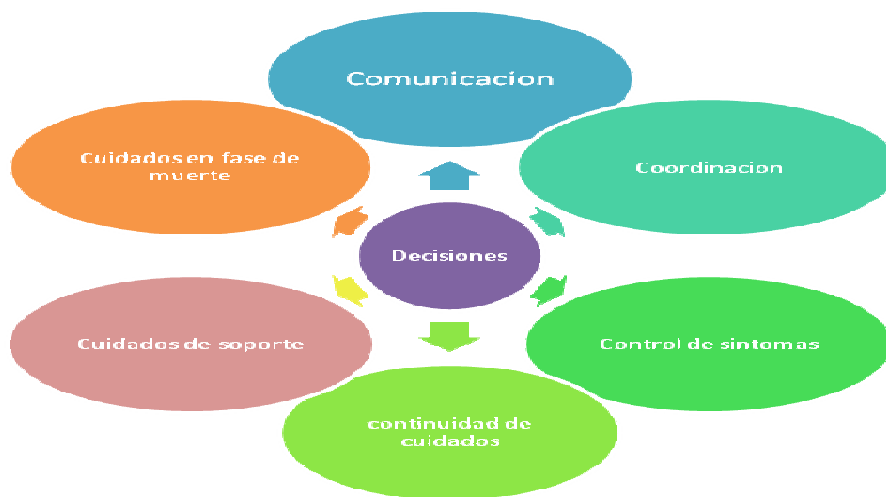 Comunicacion
Cuidados en fase de
muerte
Coordinacion
Decisiones
Cuidados de soporte
Control de sintomas
continuidad de
cuidados